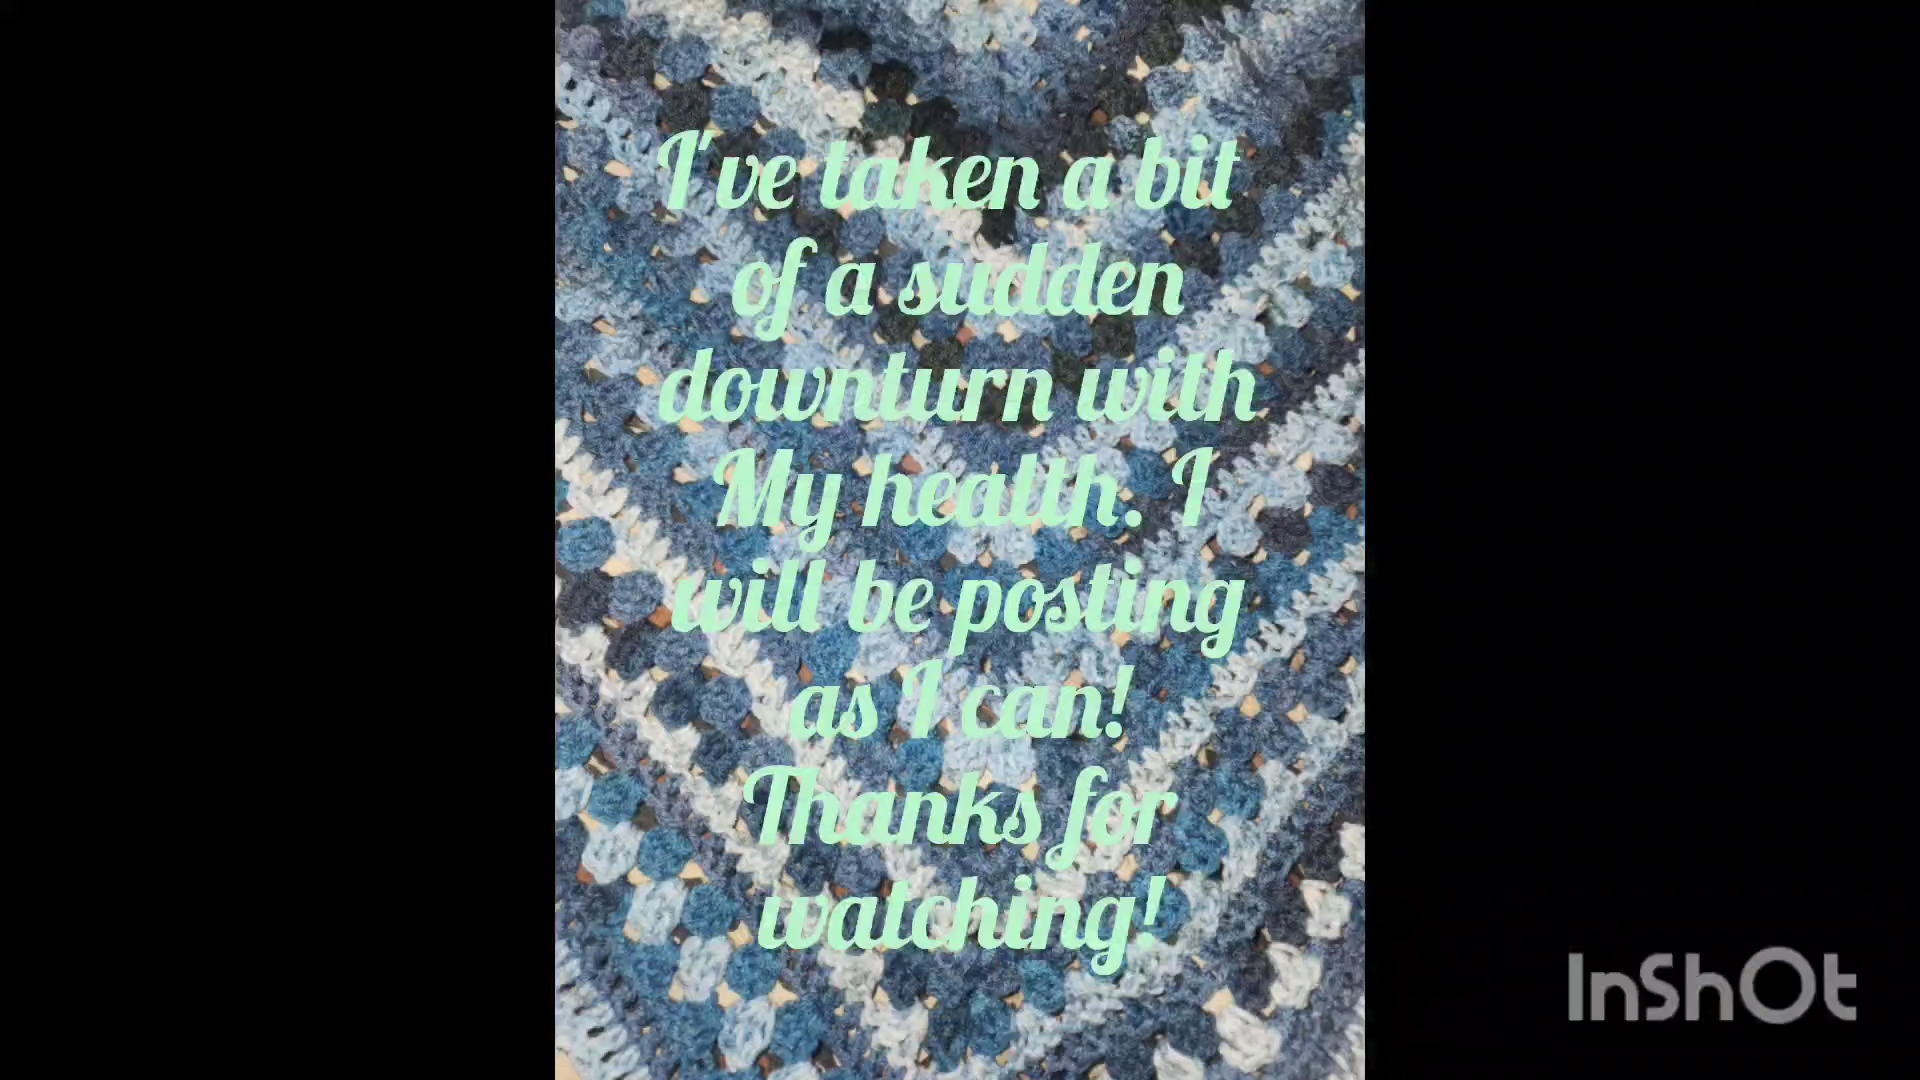 I've taken a bit
of a sudden
downturn with
My health. I
will be posting
as I can!
Thanks for
watching!
InShOt